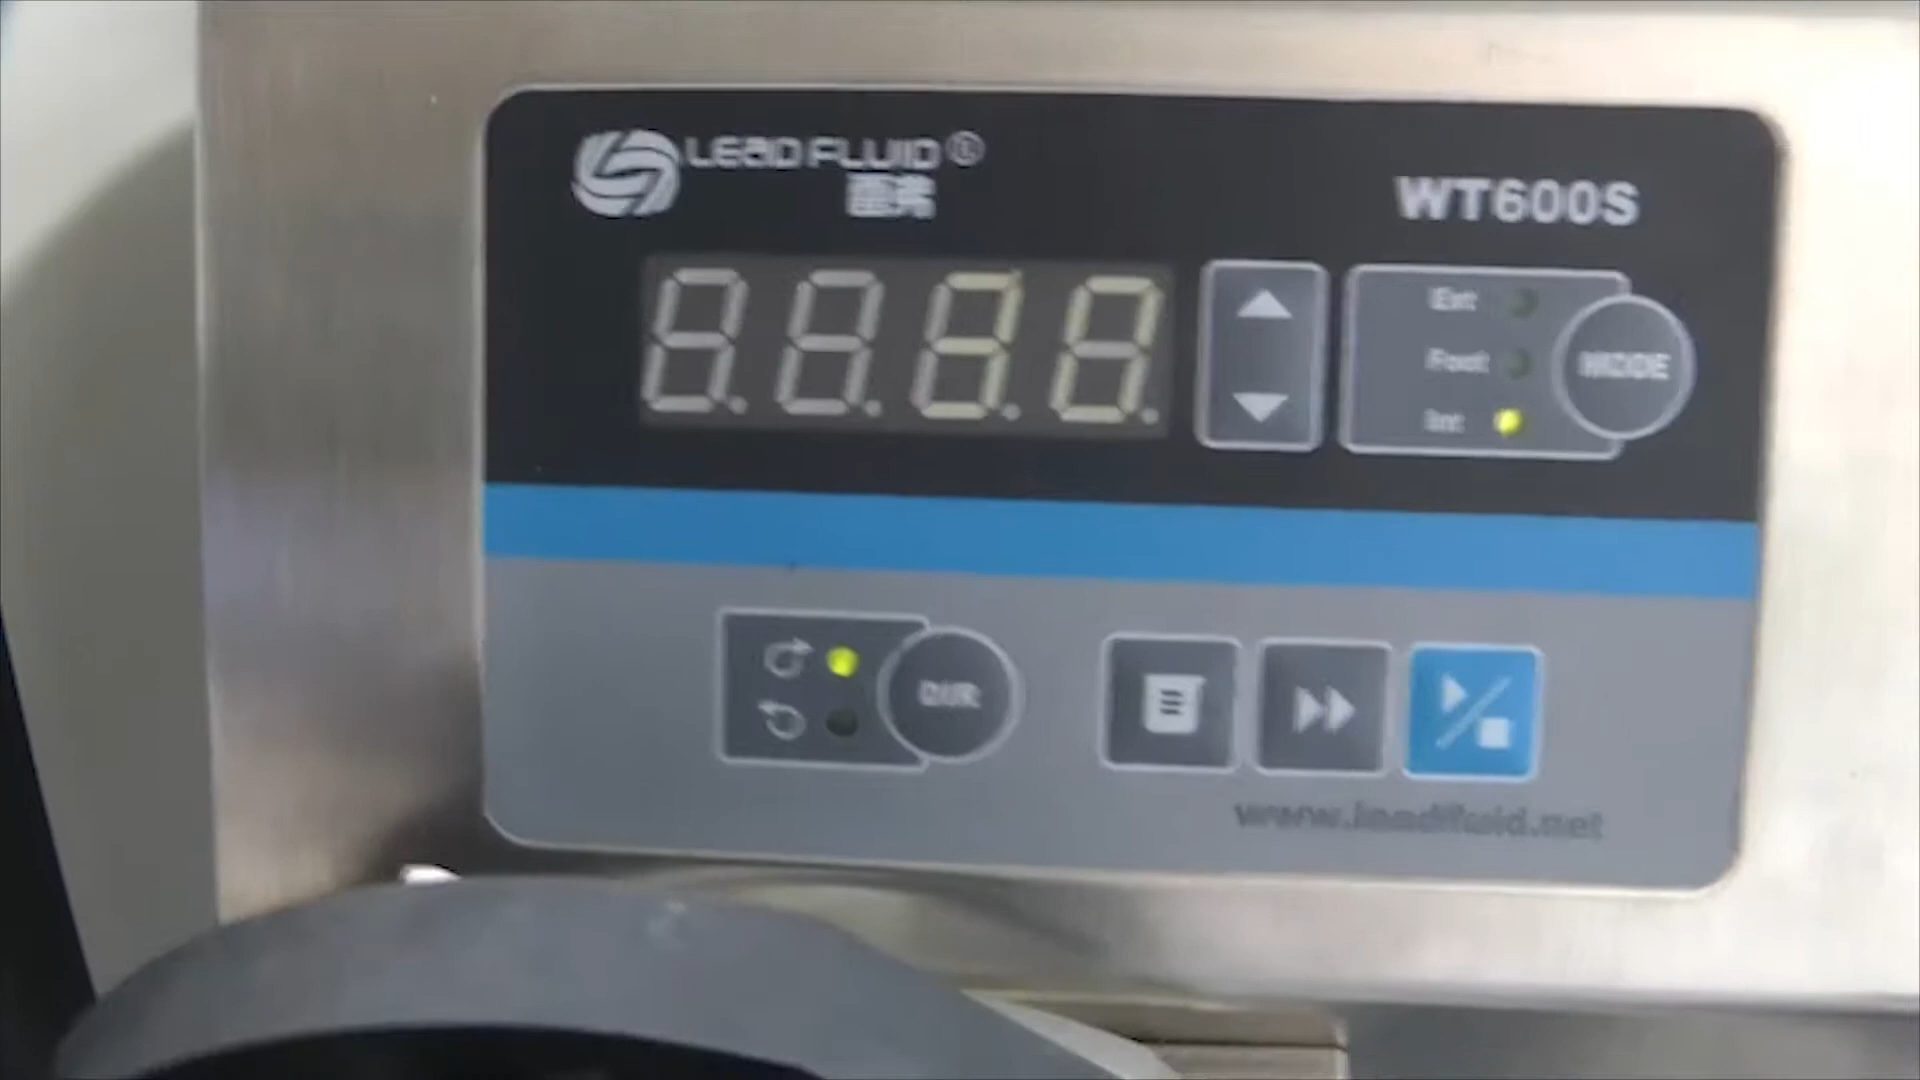 LEAD FLUID®
雷弗
WT600S
Ext
Foot
Int
MODE
DIR
www.leadfluid.net